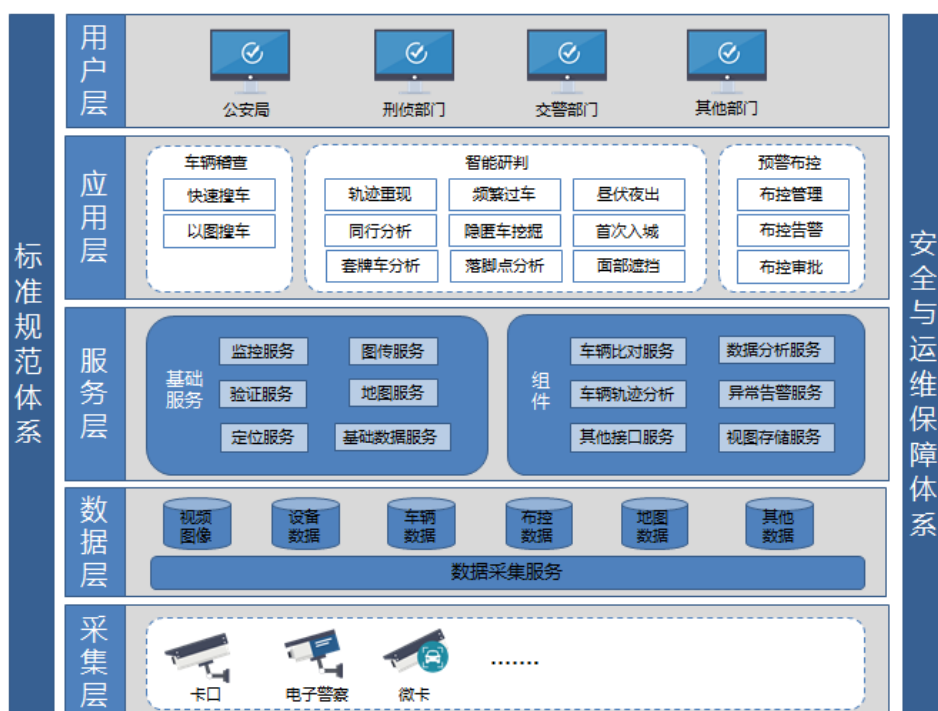 标准规范体系
用户层
公安局
刑侦部门
交警部门
其他部门
应用层
车辆稽查
快速搜车
以图搜车
智能研判
轨迹重现
频繁过车
昼伏夜出
同行分析
隐匿车挖掘
首次入城
套牌车分析
落脚点分析
面部遮挡
预警布控
布控管理
布控告警
布控审批
服务层
基础
服务
监控服务
图传服务
验证服务
地图服务
定位服务
基础数据服务
组
件
车辆比对服务
数据分析服务
车辆轨迹分析
异常告警服务
其他接口服务
视图存储服务
数据层
视频
图像
设备
数据
车辆
数据
布控
数据
地图
数据
其他
数据
数据采集服务
采集层
卡口
电子警察
微卡
.......
安全与运维保障体系